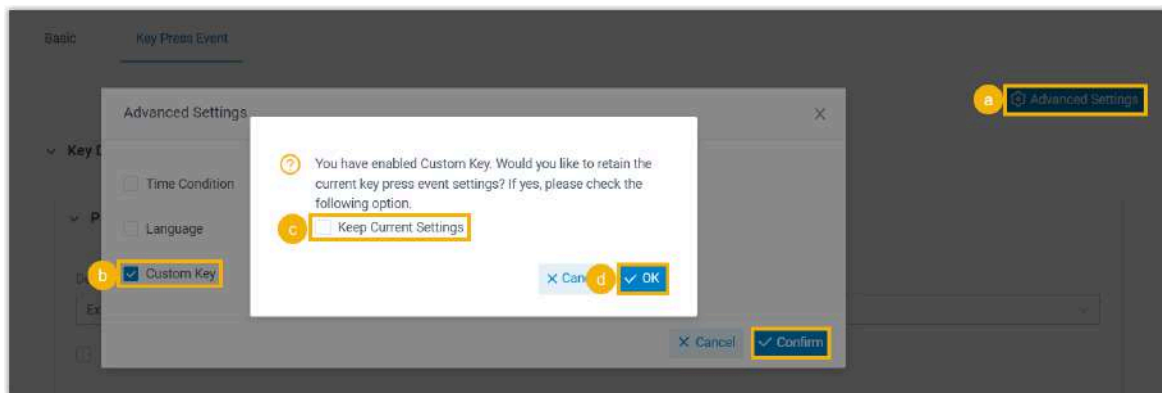 Basic Key Press Event
a Advanced Settings
Advanced Settings
Key
Time Condition
You have enabled Custom Key. Would you like to retain the
current key press event settings? If yes, please check the
following option.
Language
c Keep Current Settings
b Custom Key
Cancel d OK
Cancel Confirm